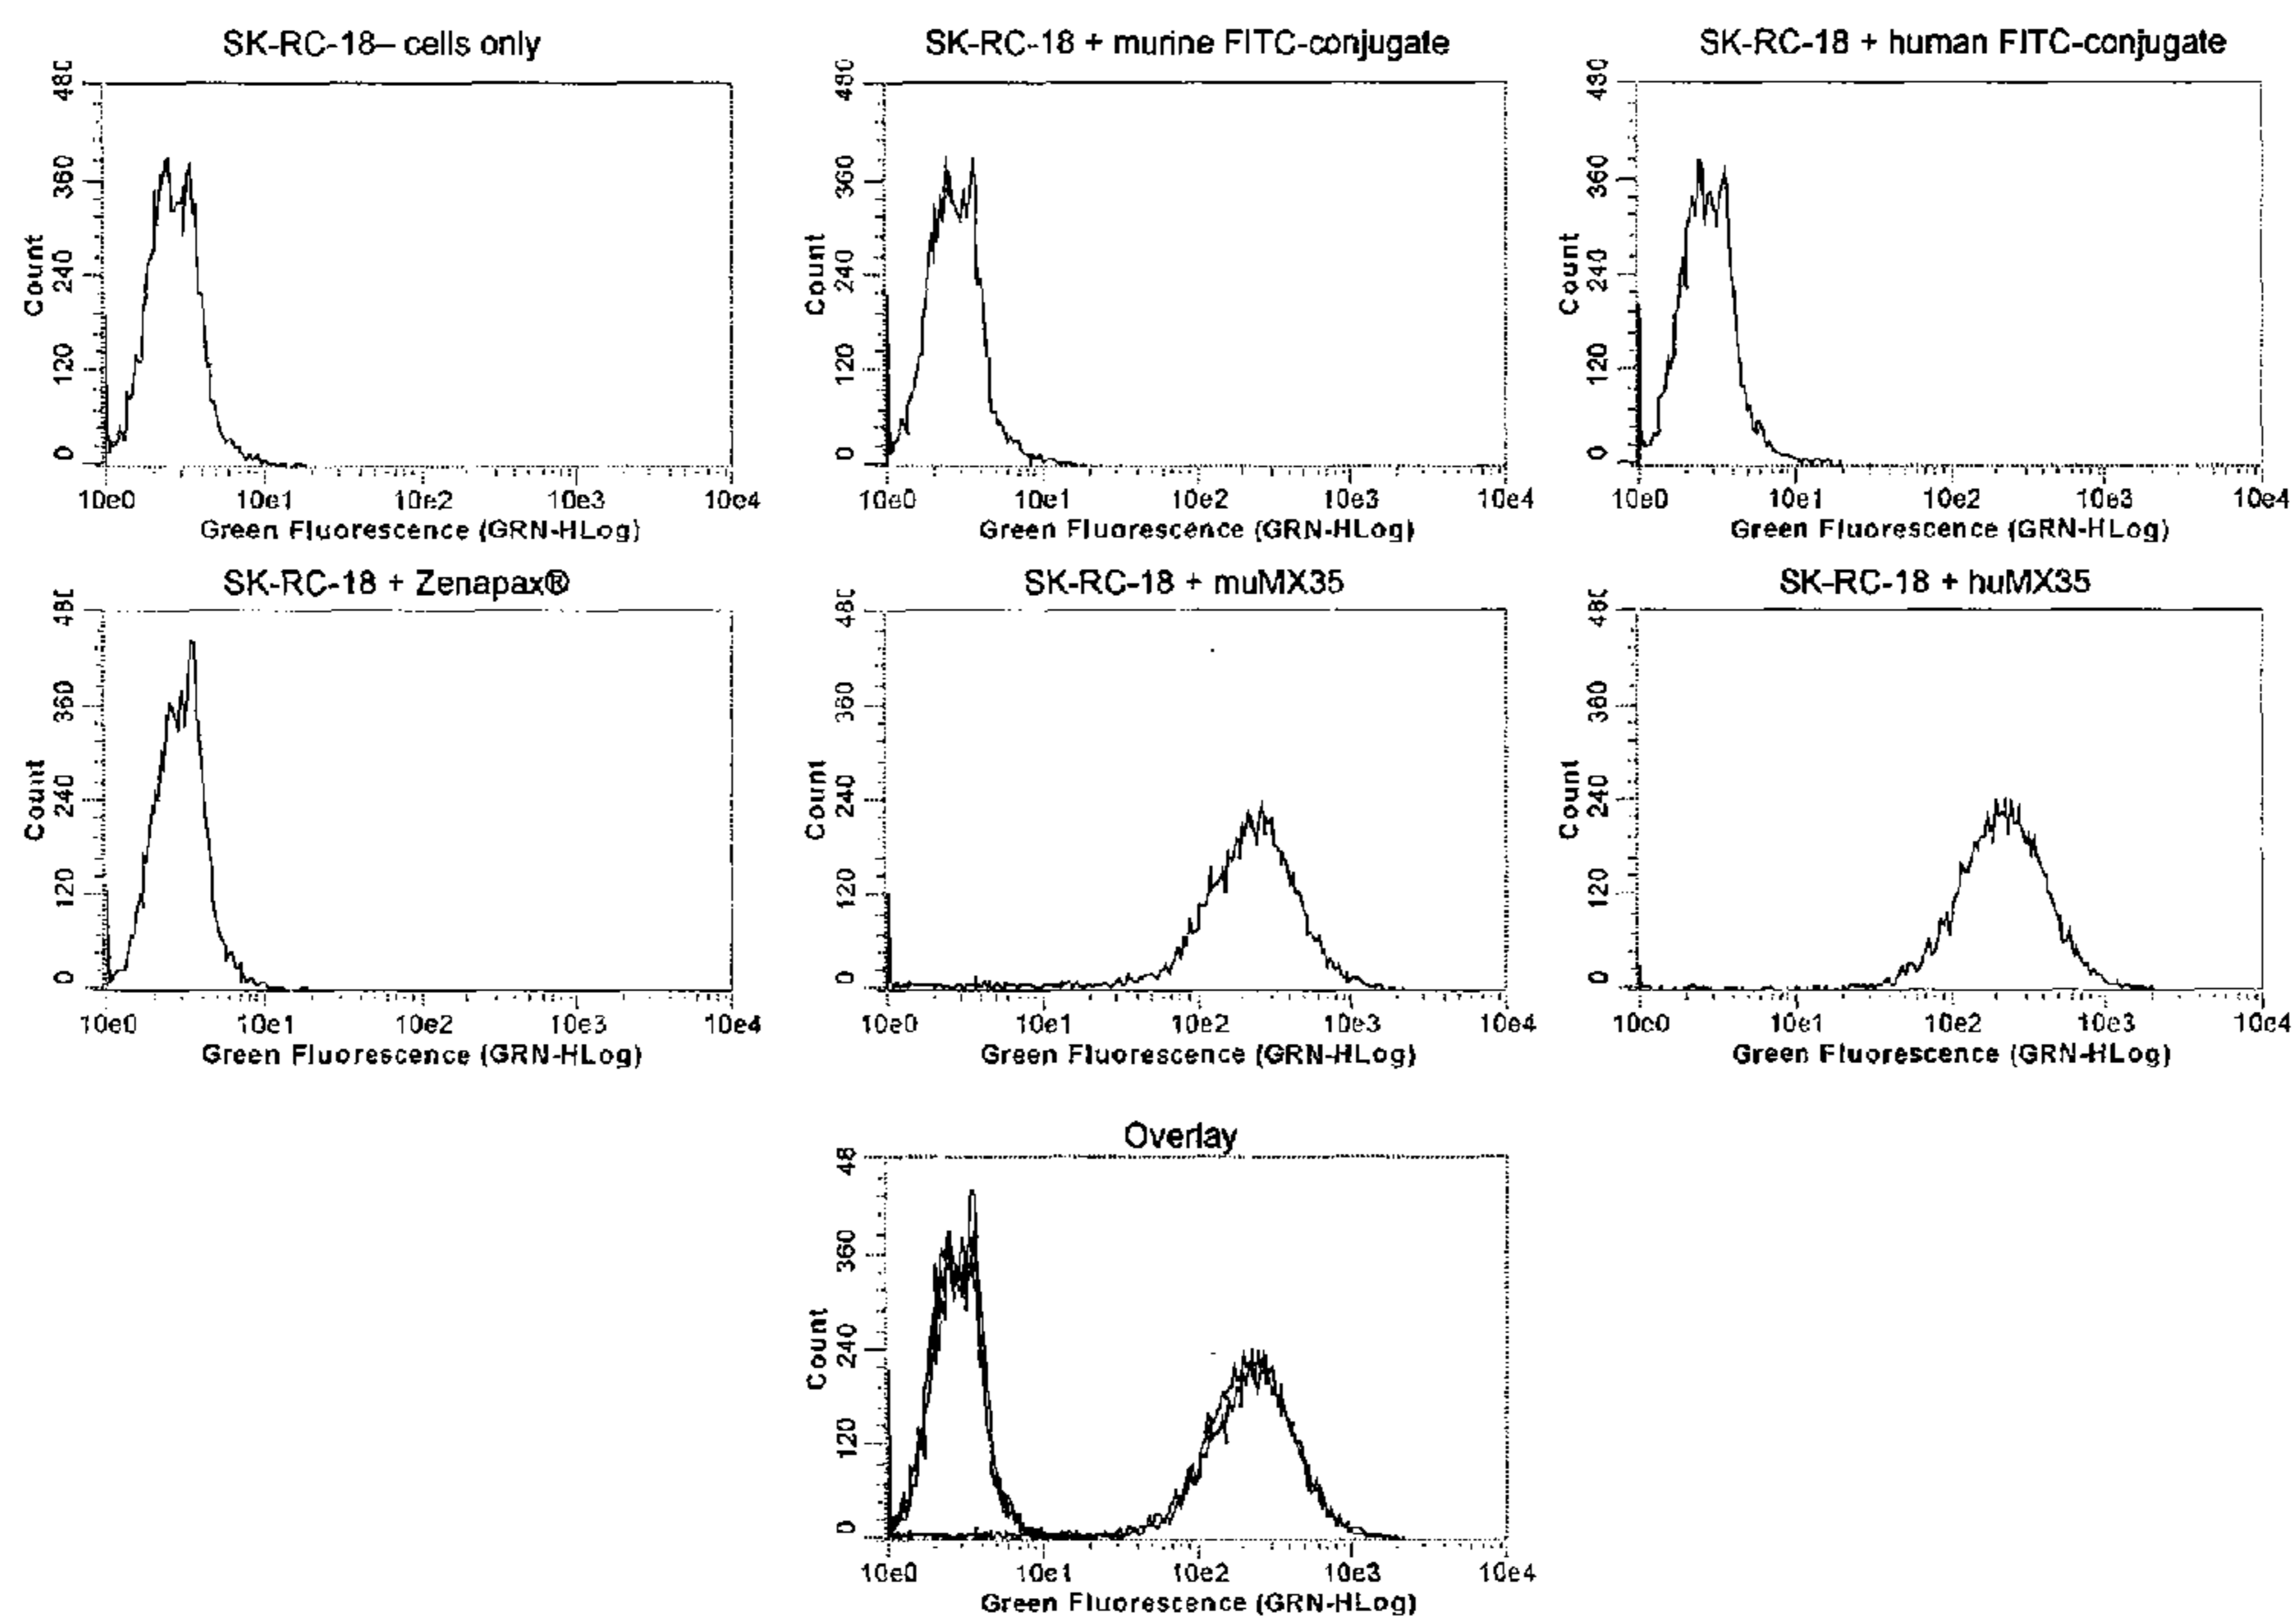 SK-RC-18– cells only
SK-RC-18 + murine FITC-conjugate
SK-RC-18 + human FITC-conjugate
480
360
240
120
0
Count
10e0 10e1 10e2 10e3 10e4
Green Fluorescence (GRN-HLog)
480
360
240
120
0
Count
10e0 10e1 10e2 10e3 10e4
Green Fluorescence (GRN-HLog)
480
360
240
120
0
Count
10e0 10e1 10e2 10e3 10e4
Green Fluorescence (GRN-HLog)
SK-RC-18 + Zenapax®
SK-RC-18 + muMX35
SK-RC-18 + huMX35
480
360
240
120
0
Count
10e0 10e1 10e2 10e3 10e4
Green Fluorescence (GRN-HLog)
480
360
240
120
0
Count
10e0 10e1 10e2 10e3 10e4
Green Fluorescence (GRN-HLog)
480
360
240
120
0
Count
10e0 10e1 10e2 10e3 10e4
Green Fluorescence (GRN-HLog)
Overlay
48
360
240
120
0
Count
10e0 10e1 10e2 10e3 10e4
Green Fluorescence (GRN-HLog)